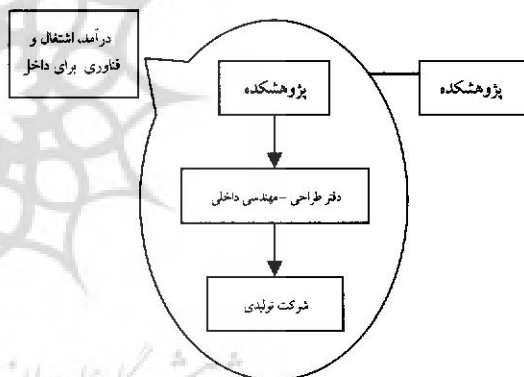 درآمد، اشتغال و
فناوری برای داخل
پژوهشکده
پژوهشکده
دفتر طراحی - مهندسی داخلی
شرکت تولیدی